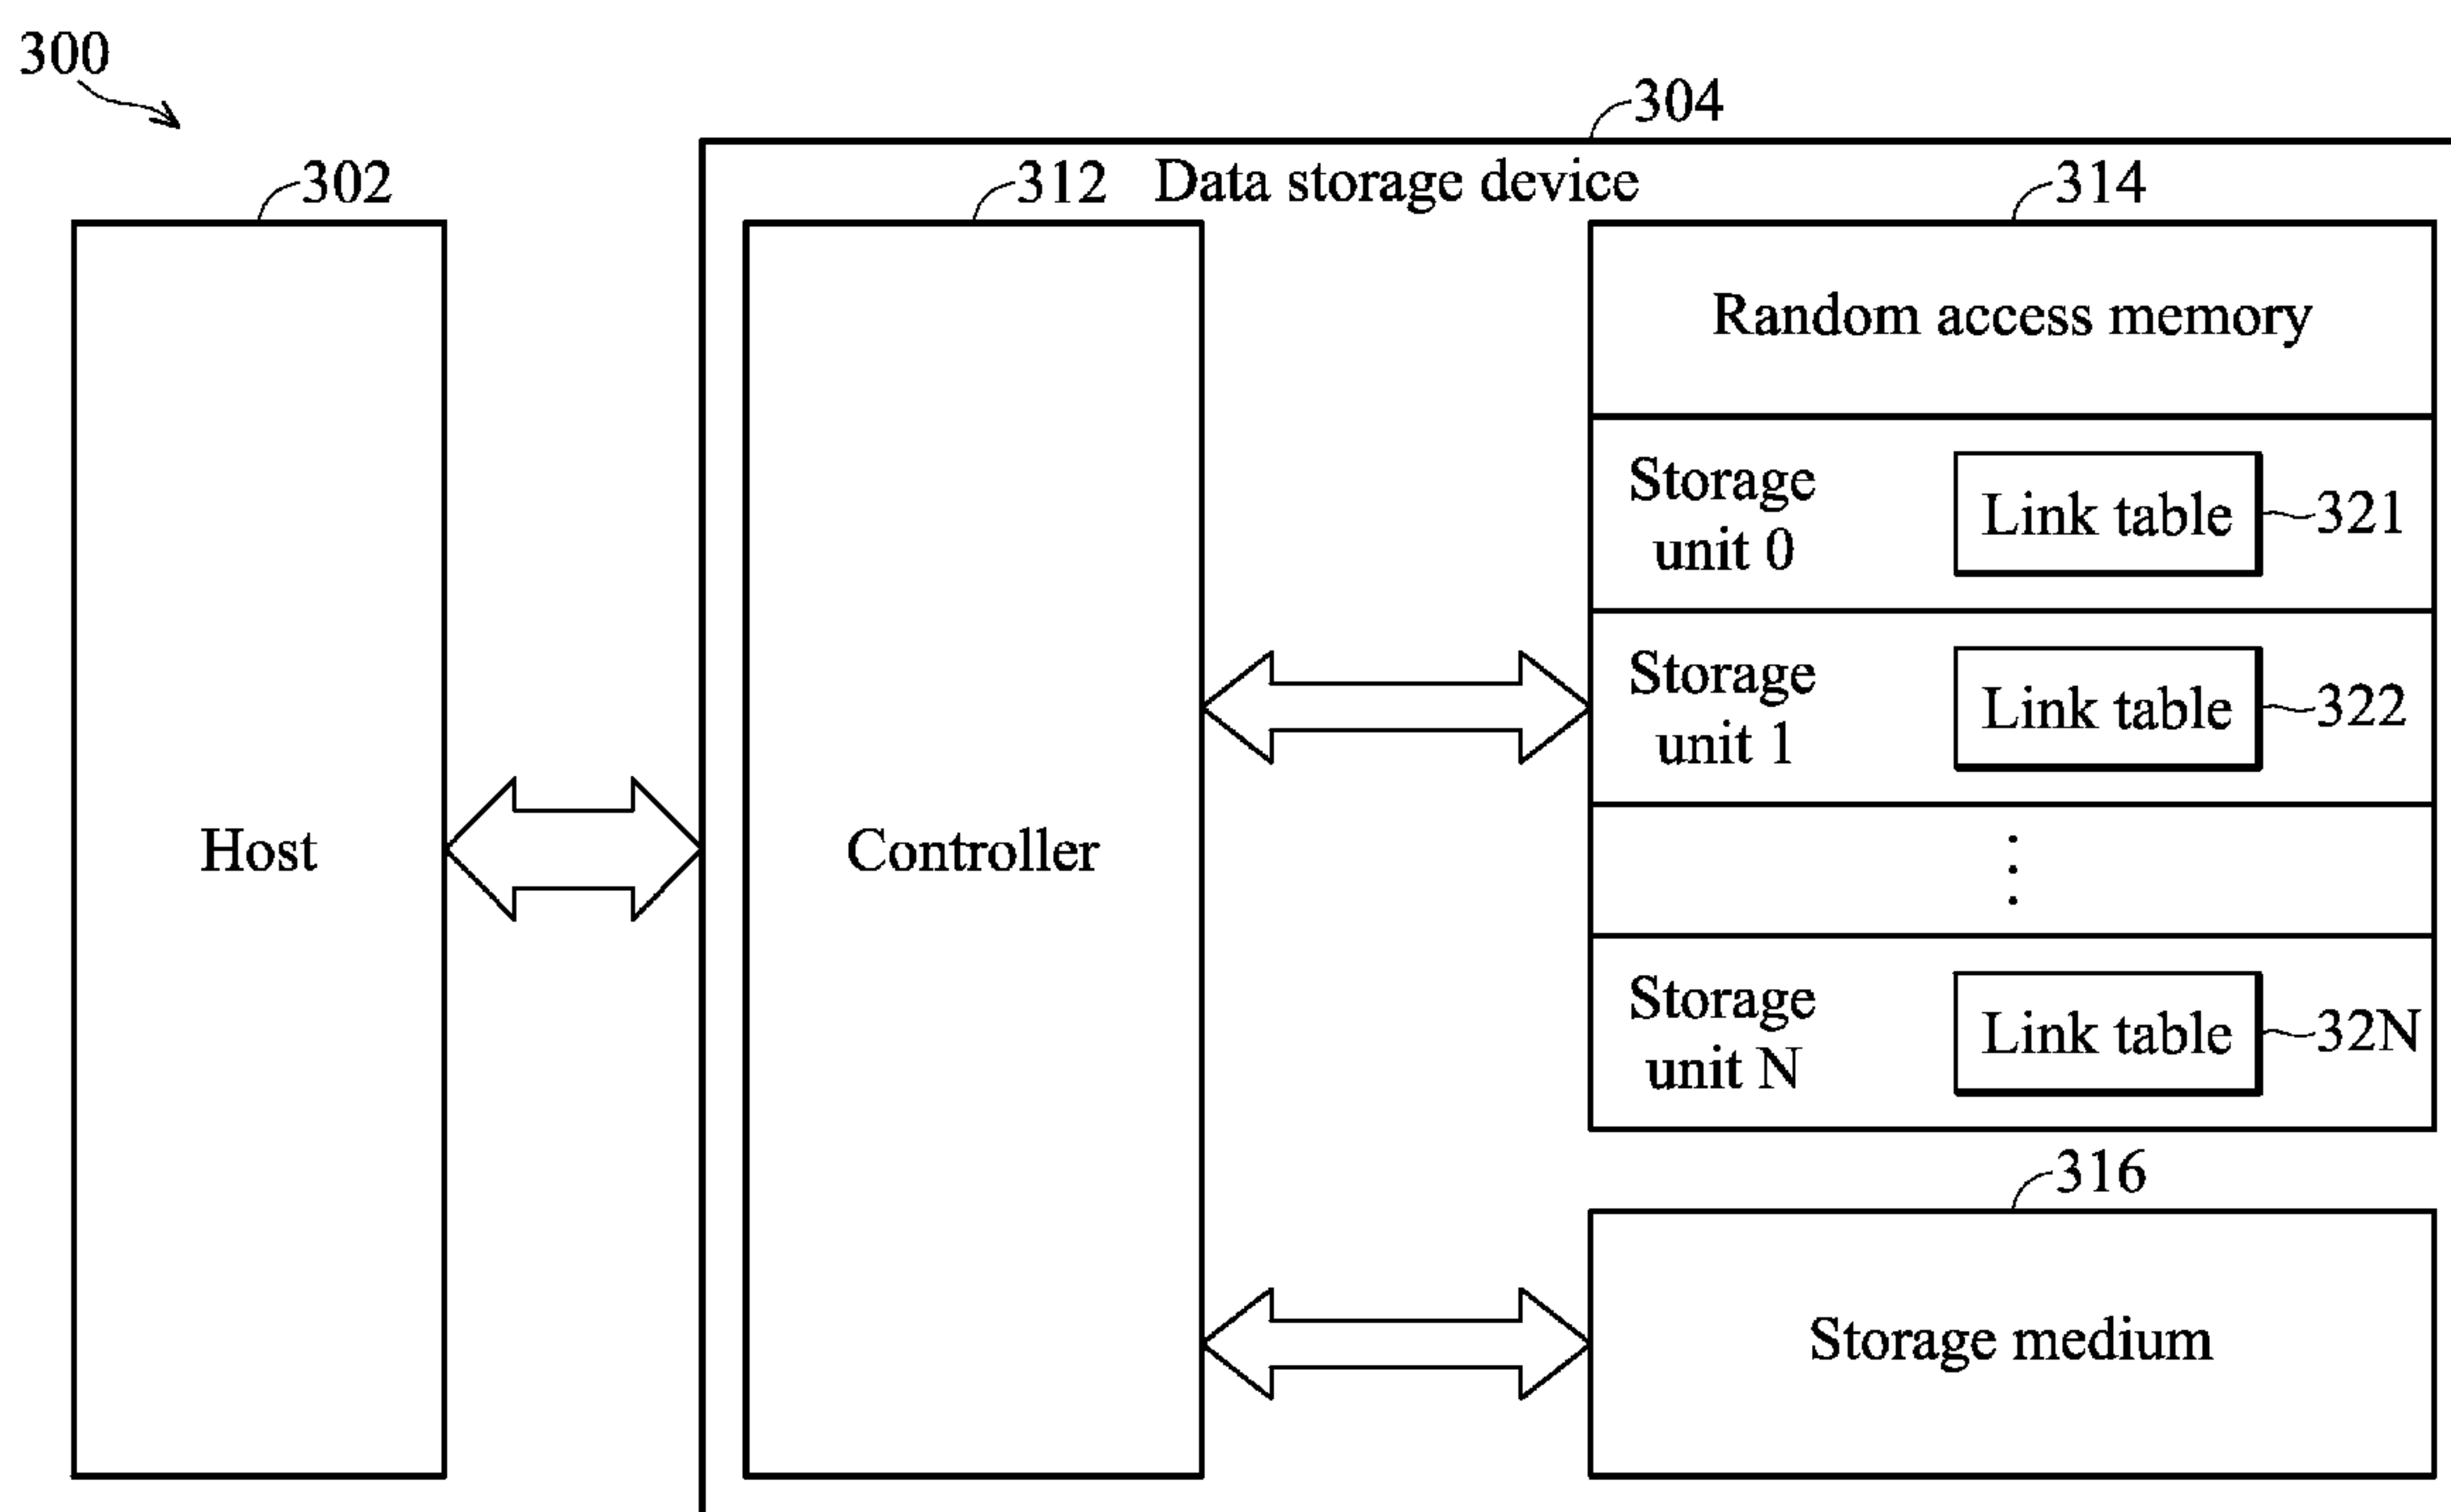 300
304
302
312
Data storage device
314
Random access memory
Storage
unit 0
Link table
321
Storage
unit 1
Link table
322
Host
Controller
Storage
unit N
Link table
32N
316
Storage medium